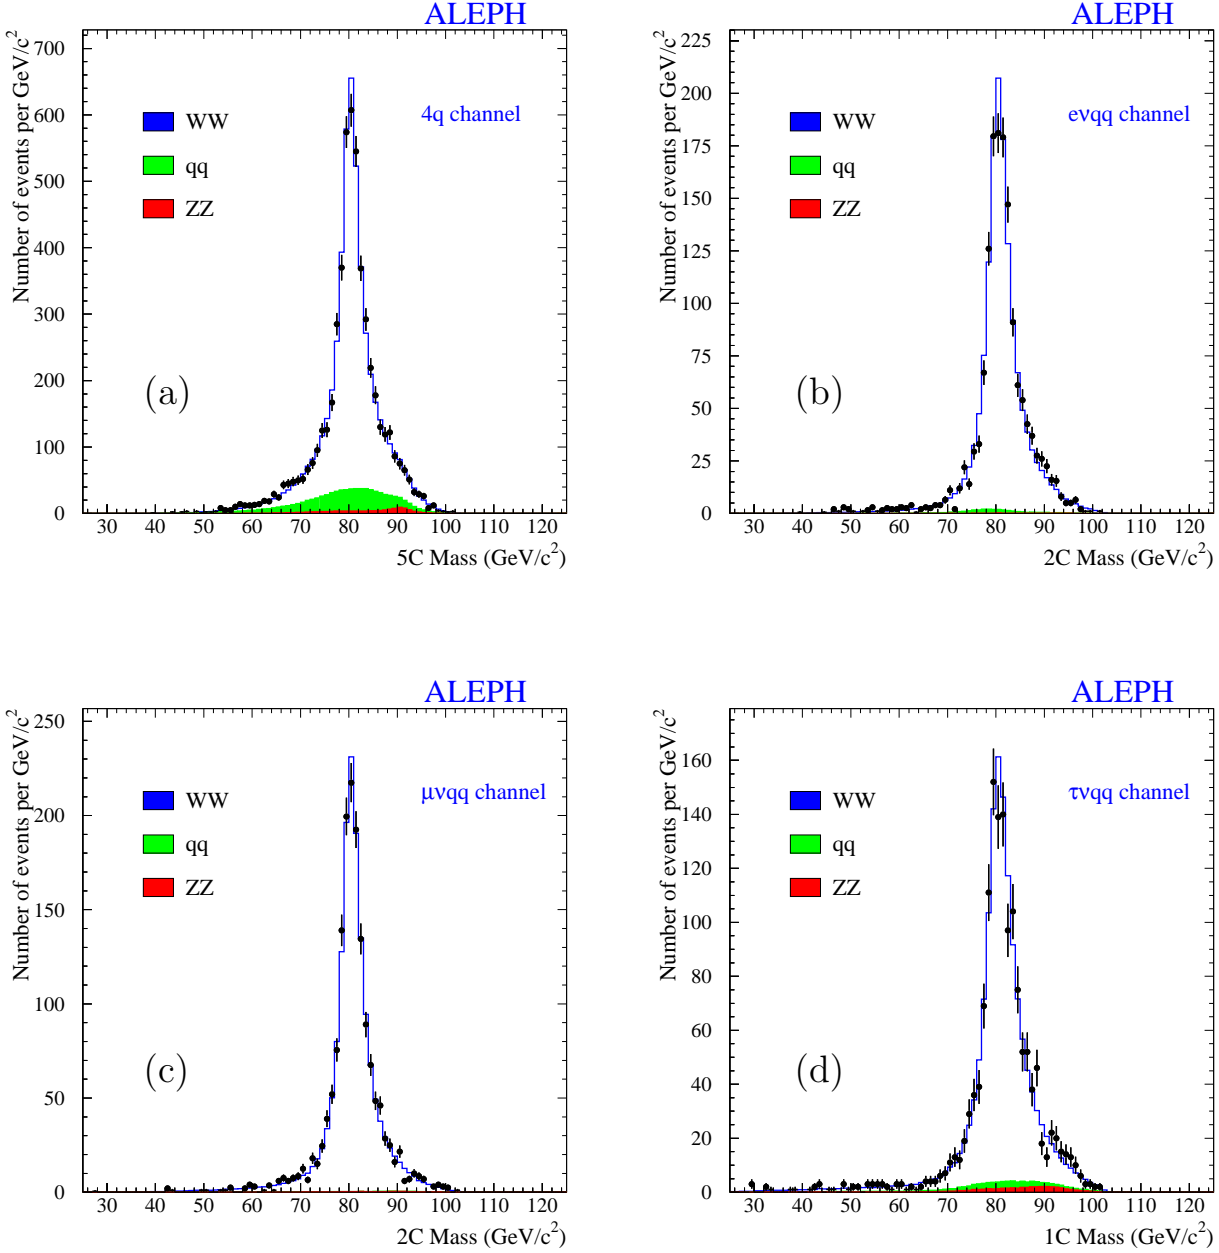 ALEPH
Number of events per GeV/c2
700
600
500
400
300
200
100
0
WW
qq
ZZ
4q channel
(a)
30 40 50 60 70 80 90 100 110 120
5C Mass (GeV/c2)
ALEPH
Number of events per GeV/c2
225
200
175
150
125
100
75
50
25
0
WW
qq
ZZ
eνqq channel
(b)
30 40 50 60 70 80 90 100 110 120
2C Mass (GeV/c2)
ALEPH
Number of events per GeV/c2
250
200
150
100
50
0
WW
qq
ZZ
μνqq channel
(c)
30 40 50 60 70 80 90 100 110 120
2C Mass (GeV/c2)
ALEPH
Number of events per GeV/c2
160
140
120
100
80
60
40
20
0
WW
qq
ZZ
τνqq channel
(d)
30 40 50 60 70 80 90 100 110 120
1C Mass (GeV/c2)